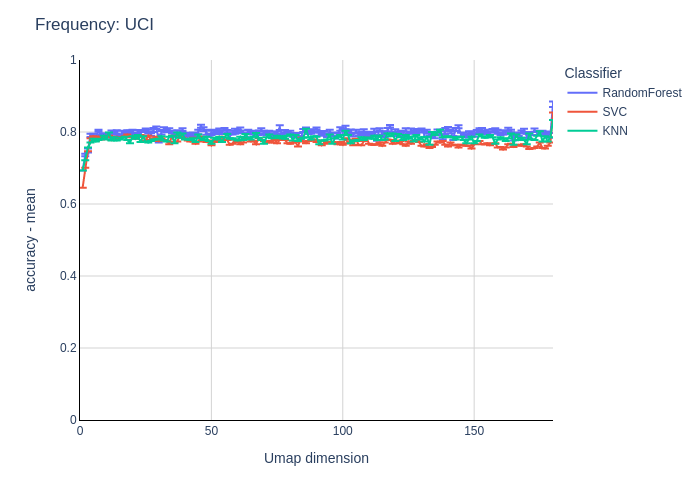 Frequency: UCI
Classifier
RandomForest
SVC
KNN
accuracy - mean
1
0.8
0.6
0.4
0.2
0
0
50
100
150
Umap dimension